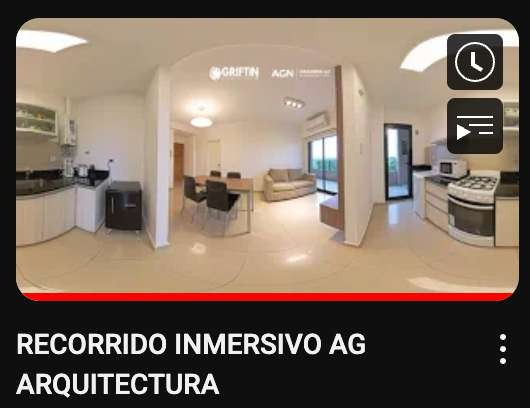 GRIFTIN
AGN
RECORRIDO INMERSIVO AG
ARQUITECTURA